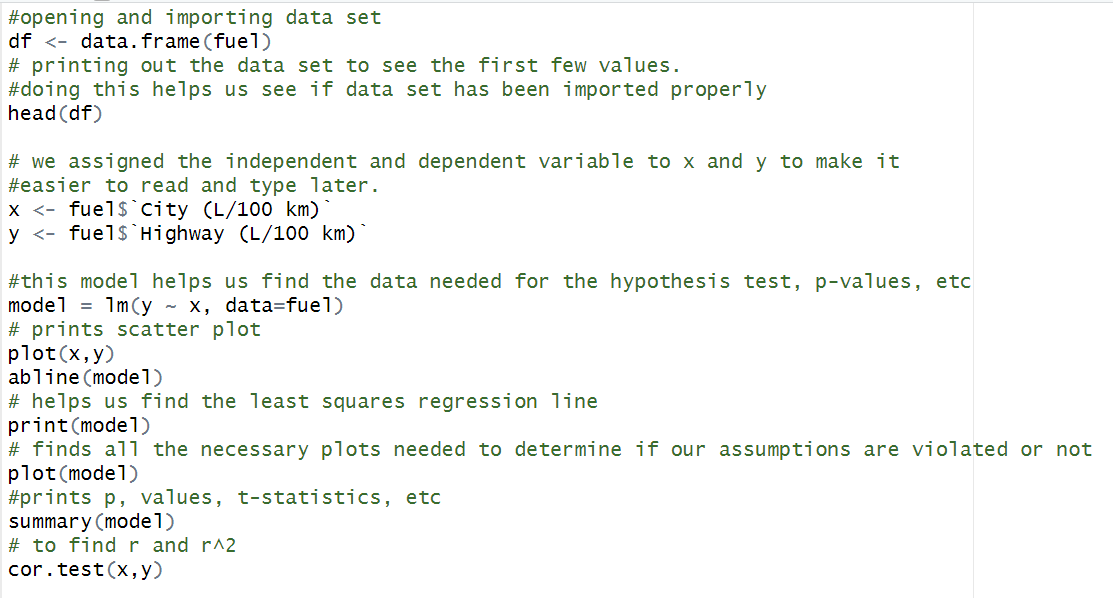 #opening and importing data set
df <- data.frame(fuel)
# printing out the data set to see the first few values.
#doing this helps us see if data set has been imported properly
head(df)
# we assigned the independent and dependent variable to x and y to make it
#easier to read and type later.
x <- fuel$`City (L/100 km)`
y <- fuel$`Highway (L/100 km)`
#this model helps us find the data needed for the hypothesis test, p-values, etc
model = lm(y ~ x, data=fuel)
# prints scatter plot
plot(x,y)
abline(model)
# helps us find the least squares regression line
print(model)
# finds all the necessary plots needed to determine if our assumptions are violated or not
plot(model)
#prints p, values, t-statistics, etc
summary(model)
# to find r and r^2
cor.test(x,y)